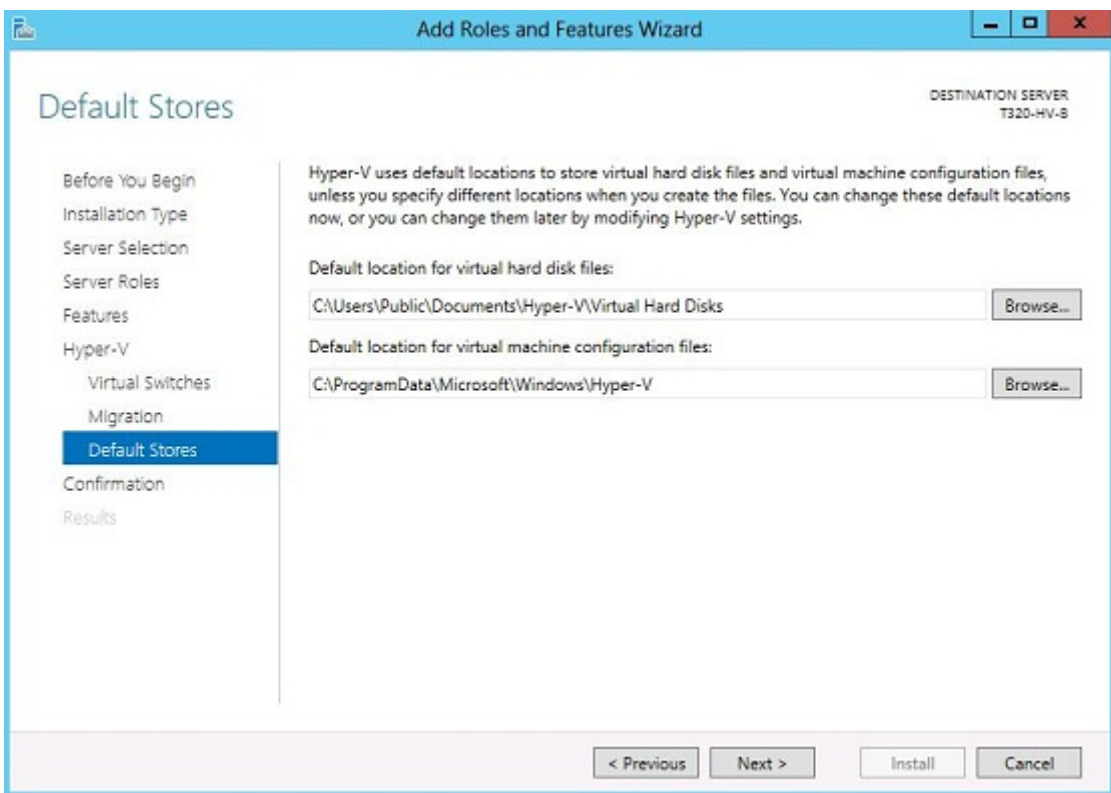 Add Roles and Features Wizard
Default Stores
DESTINATION SERVER
T320-HV-B
Before You Begin
Installation Type
Server Selection
Server Roles
Features
Hyper-V
Virtual Switches
Migration
Default Stores
Confirmation
Results
Hyper-V uses default locations to store virtual hard disk files and virtual machine configuration files,
unless you specify different locations when you create the files. You can change these default locations
now, or you can change them later by modifying Hyper-V settings.
Default location for virtual hard disk files:
C:\Users\Public\Documents\Hyper-V\Virtual Hard Disks
Browse...
Default location for virtual machine configuration files:
C:\ProgramData\Microsoft\Windows\Hyper-V
Browse...
< Previous
Next >
Install
Cancel